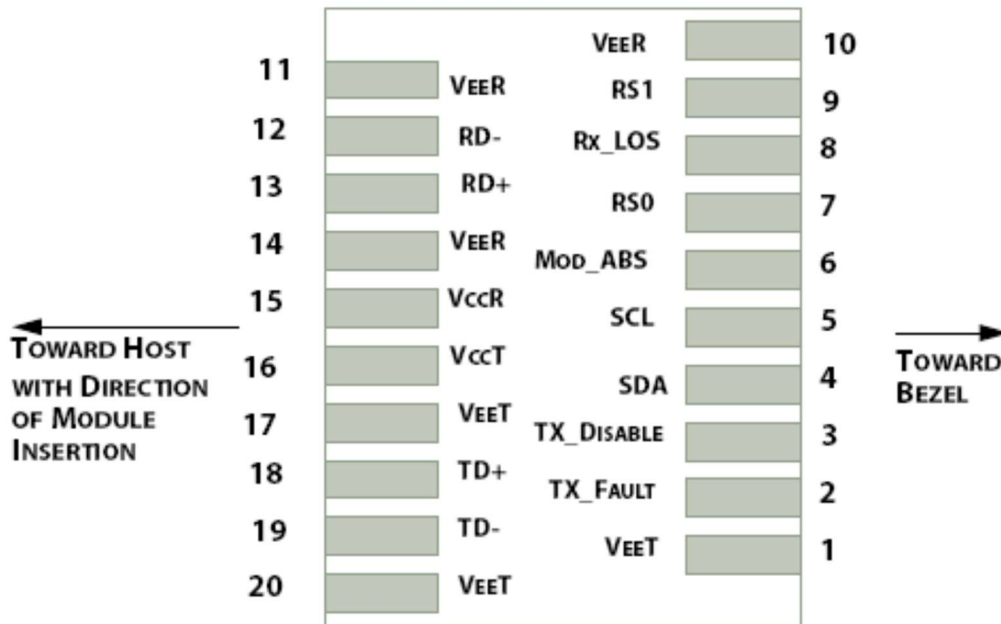 11 VEER
12 RD-
13 RD+
14 VEER
15 VCCR
16 VCCT
17 VEET
18 TD+
19 TD-
20 VEET
VEER 10
RS1 9
RX_LOS 8
RS0 7
MOD_ABS 6
SCL 5
SDA 4
TX_DISABLE 3
TX_FAULT 2
VEET 1
TOWARD HOST
WITH DIRECTION
OF MODULE
INSERTION
TOWARD
BEZEL